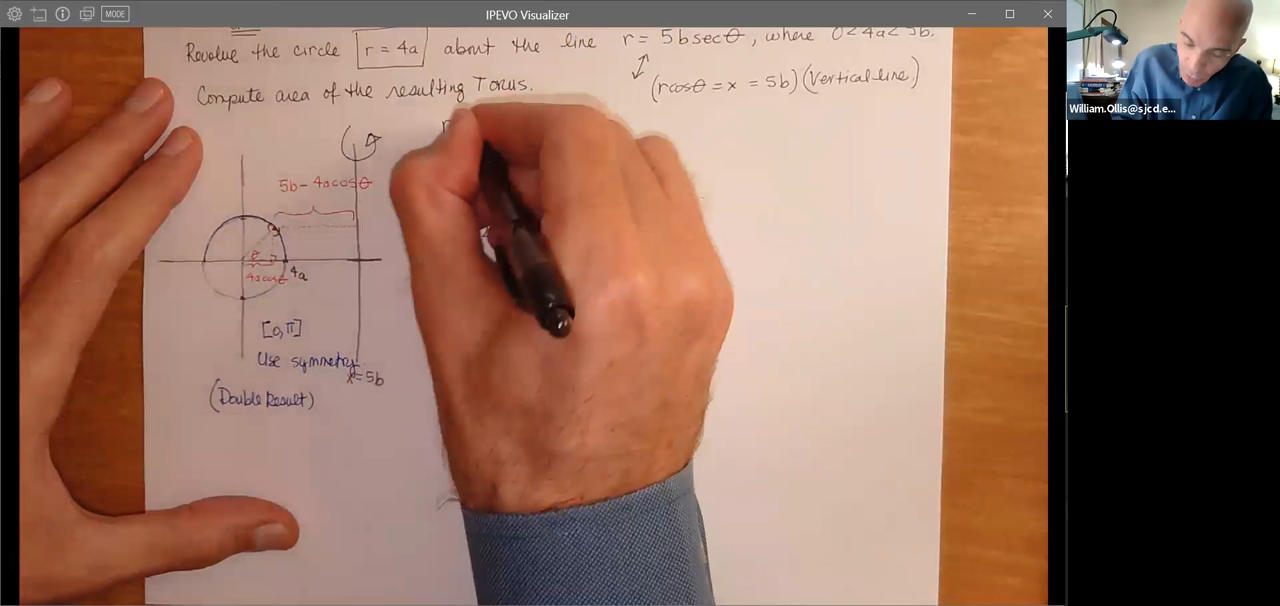 IPEVO Visualizer
MODE
Revolve the circle r = 4a about the line r = 5b secθ, where 0 < 4a < 5b.
(r cosθ = x = 5b) (Vertical line)
Compute area of the resulting Torus.
5b - 4a cosθ
θ
4a cosθ
4a
[0, π]
Use symmetry
x = 5b
(Double Result)
William.Ollis@sjcd.e...